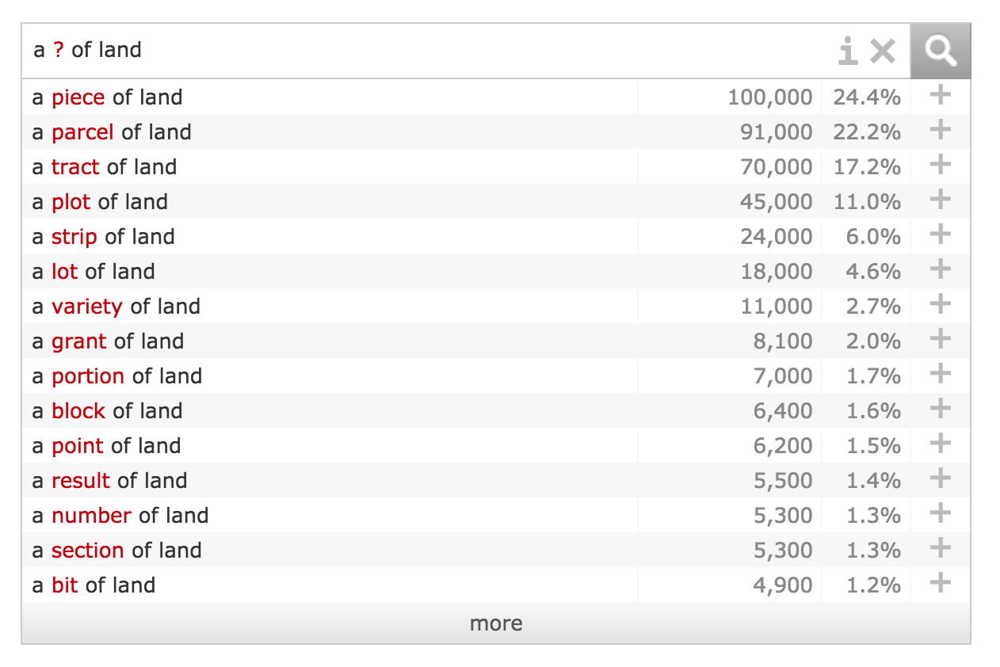 a ? of land
a piece of land 100,000 24.4%
a parcel of land 91,000 22.2%
a tract of land 70,000 17.2%
a plot of land 45,000 11.0%
a strip of land 24,000 6.0%
a lot of land 18,000 4.6%
a variety of land 11,000 2.7%
a grant of land 8,100 2.0%
a portion of land 7,000 1.7%
a block of land 6,400 1.6%
a point of land 6,200 1.5%
a result of land 5,500 1.4%
a number of land 5,300 1.3%
a section of land 5,300 1.3%
a bit of land 4,900 1.2%
more